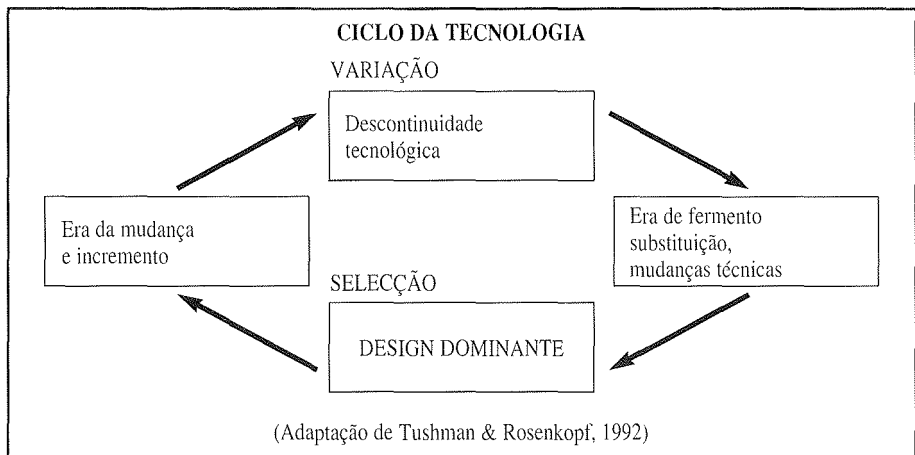 CICLO DA TECNOLOGIA
VARIAÇÃO
Descontinuidade
tecnológica
Era da mudança
e incremento
Era de fermento
substituição,
mudanças técnicas
SELECÇÃO
DESIGN DOMINANTE
(Adaptação de Tushman & Rosenkopf, 1992)